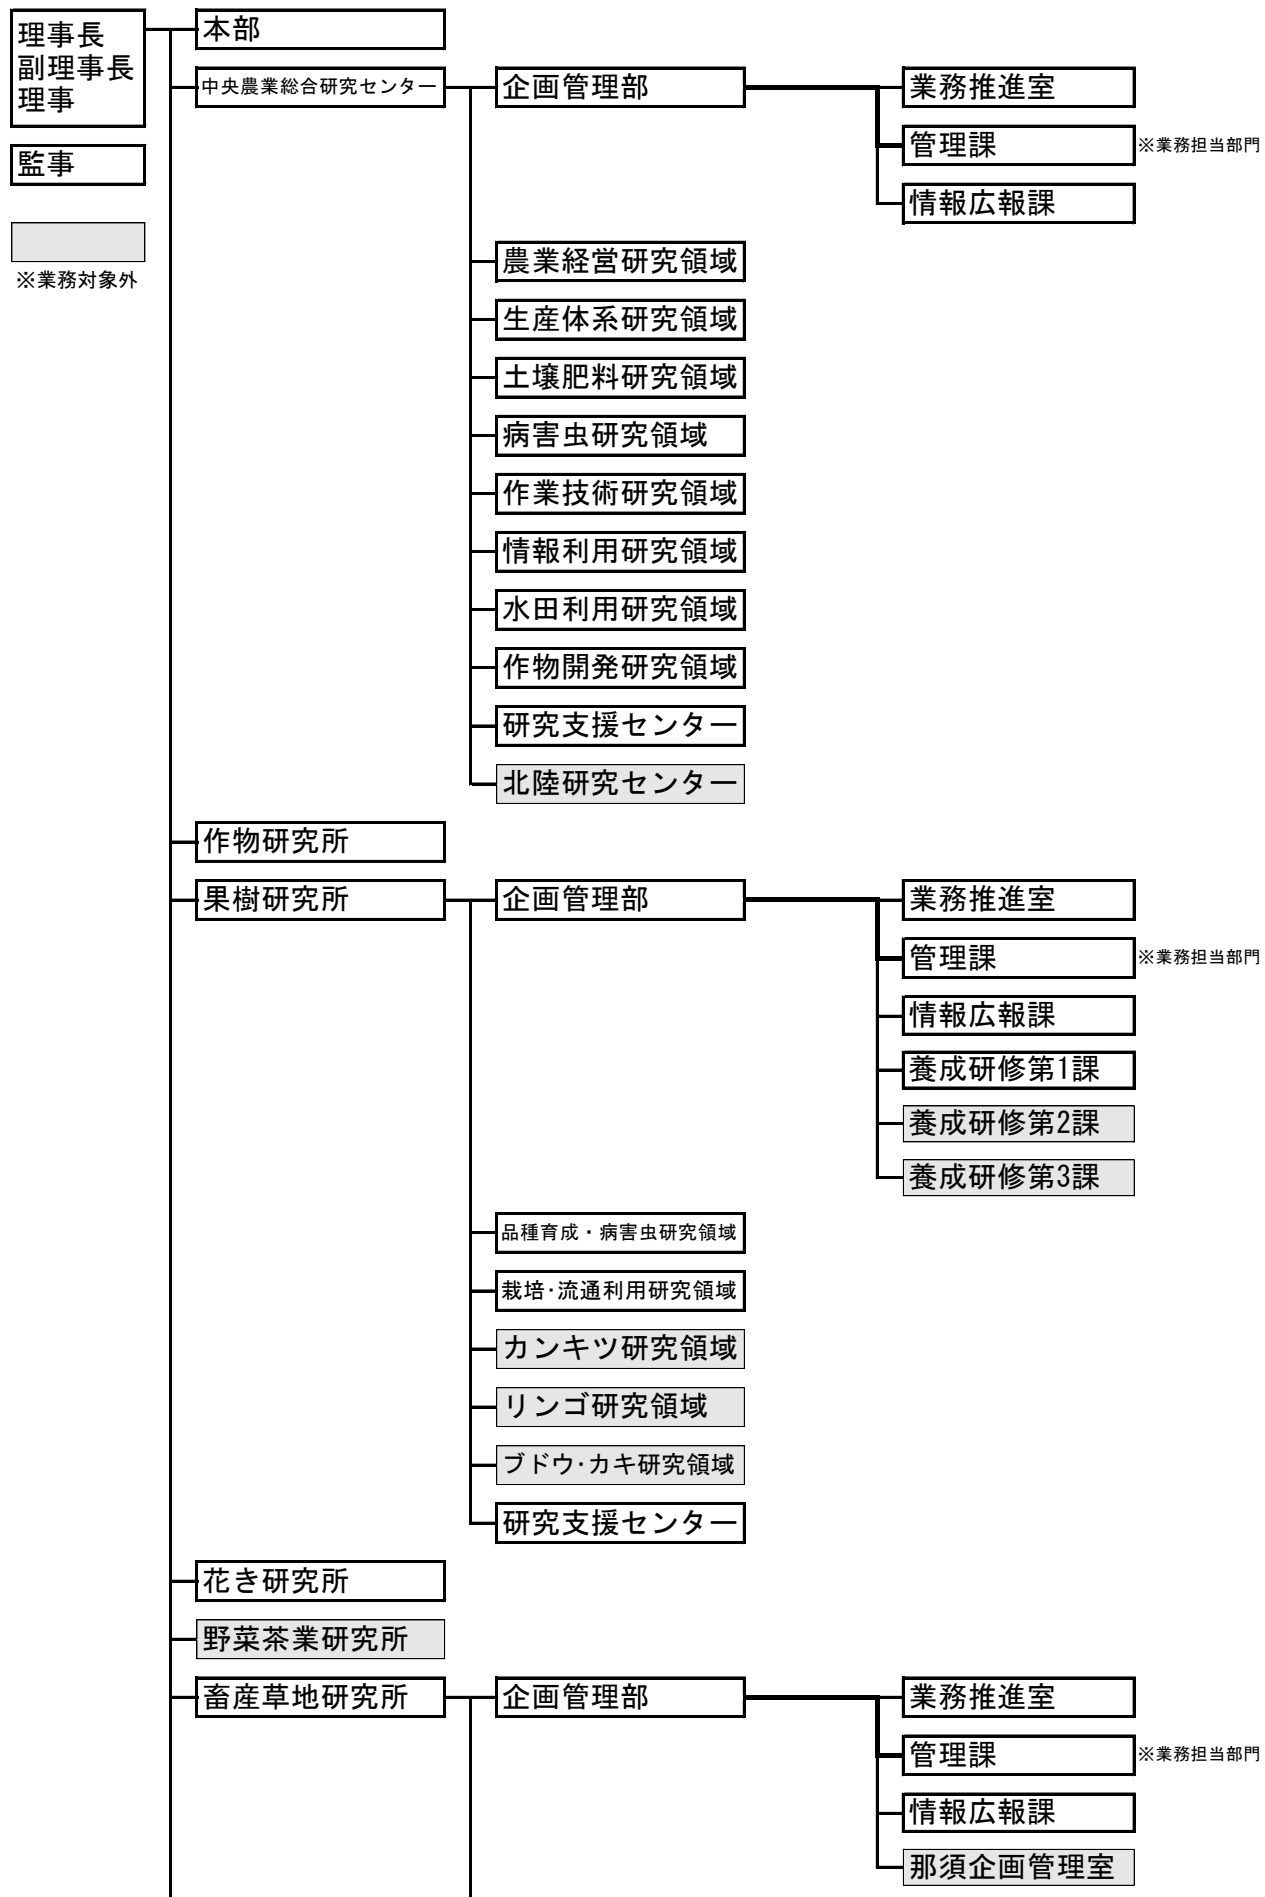 理事長
副理事長
理事
監事
※業務対象外
本部
中央農業総合研究センター
企画管理部
業務推進室
管理課
※業務担当部門
情報広報課
農業経営研究領域
生産体系研究領域
土壌肥料研究領域
病害虫研究領域
作業技術研究領域
情報利用研究領域
水田利用研究領域
作物開発研究領域
研究支援センター
北陸研究センター
作物研究所
果樹研究所
企画管理部
業務推進室
管理課
※業務担当部門
情報広報課
養成研修第1課
養成研修第2課
養成研修第3課
品種育成・病害虫研究領域
栽培･流通利用研究領域
カンキツ研究領域
リンゴ研究領域
ブドウ･カキ研究領域
研究支援センター
花き研究所
野菜茶業研究所
畜産草地研究所
企画管理部
業務推進室
管理課
※業務担当部門
情報広報課
那須企画管理室